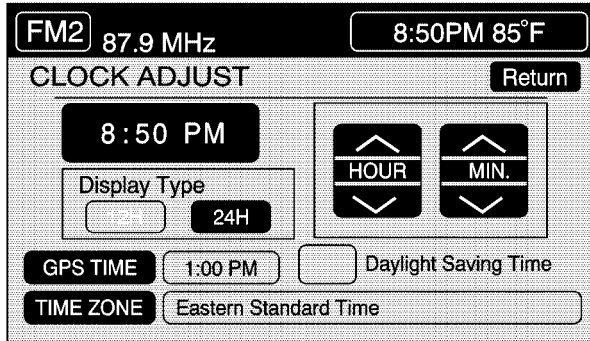 FM2 87.9 MHz 8:50PM 85°F
CLOCK ADJUST Return
8:50 PM
HOUR MIN.
Display Type
12H 24H
GPS TIME 1:00 PM Daylight Saving Time
TIME ZONE Eastern Standard Time